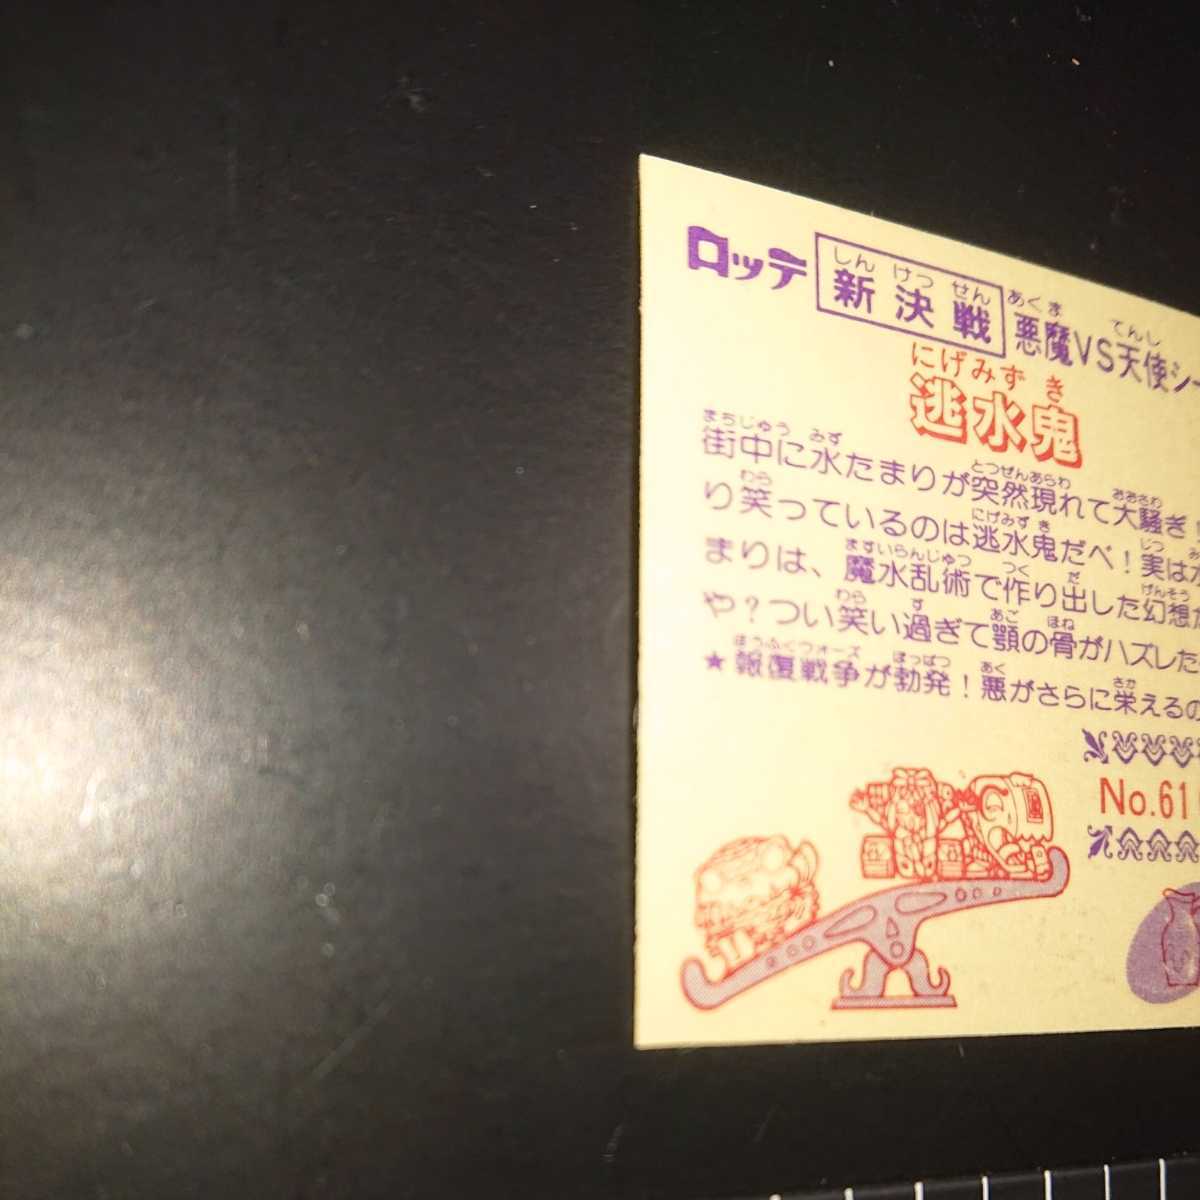 ロッテ 新決戦 悪魔VS天使シー
しんけつせん あくま てんし
にげみずき
逃水鬼
まちじゅう みず とつぜんあらわ おおさわ
街中に水たまりが突然現れて大騒ぎ！
わら にげみずき じつ
り笑っているのは逃水鬼だべ！実は水
まずいらんじゅつ つく だ げんそう
まりは、魔水乱術で作り出した幻想だ
わら す あご ほね
や？つい笑い過ぎて顎の骨がハズレた
ほうふくウォーズ ぼっぱつ あく さか
★報復戦争が勃発！悪がさらに栄えるの
No.61